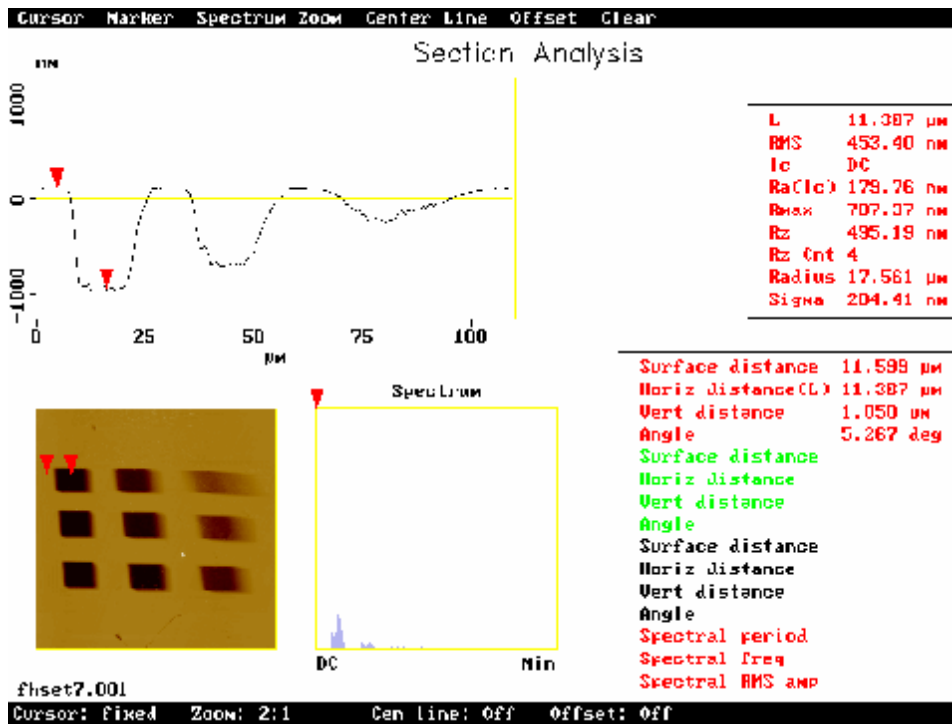 Cursor Marker Spectrum Zoom Center Line Offset Clear
Section Analysis
nM
1000
0
-1000
0 25 50 75 100
µM
L 11.387 µM
RMS 453.40 nM
lc DC
Ra(lc) 179.76 nM
Rmax 707.37 nM
Rz 495.19 nM
Rz Cnt 4
Radius 17.561 µM
Sigma 204.41 nM
Surface distance 11.599 µM
Horiz distance(L) 11.387 µM
Vert distance 1.050 µM
Angle 5.267 deg
Surface distance
Horiz distance
Vert distance
Angle
Surface distance
Horiz distance
Vert distance
Angle
Spectral period
Spectral freq
Spectral RMS amp
Spectrum
DC Min
fhset7.001
Cursor: fixed Zoom: 2:1 Cen line: Off Offset: Off